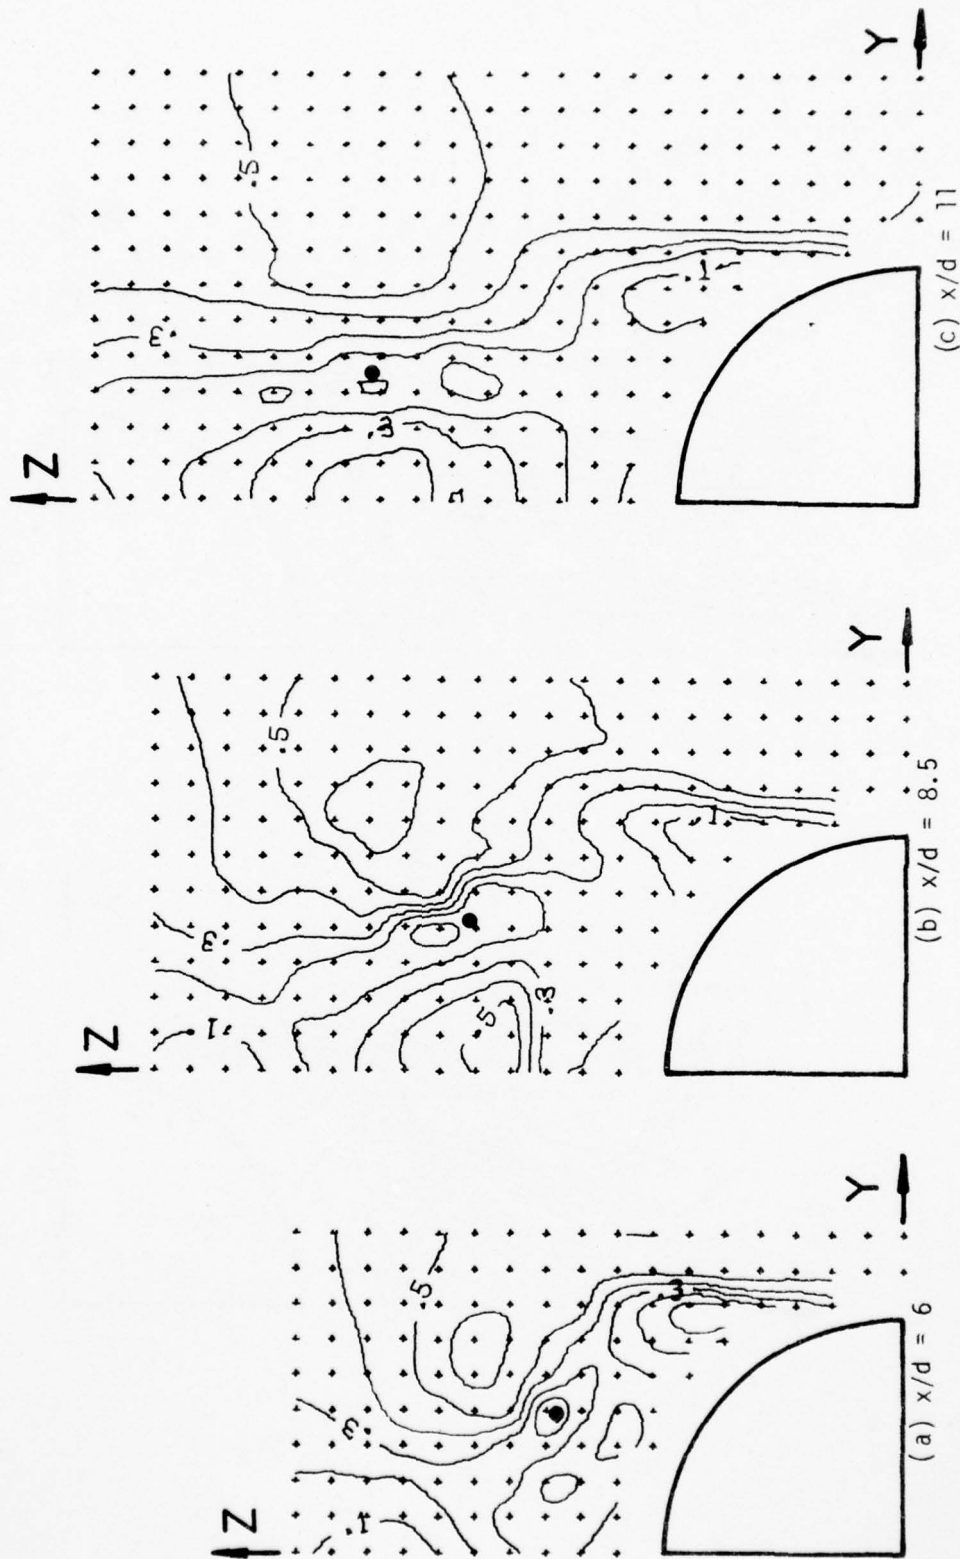 Z
.1
.3
.5
.3
Y
(a) x/d = 6
Z
.1
.3
.5
.5
.3
.1
Y
(b) x/d = 8.5
Z
.3
.5
.3
.1
Y
(c) x/d = 11